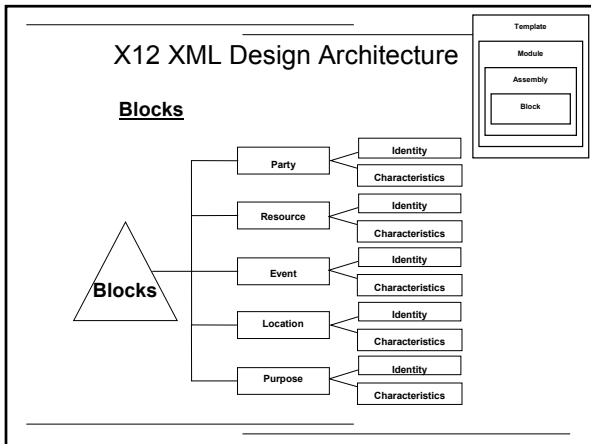 Template
X12 XML Design Architecture
Module
Assembly
Block
Blocks
Party
Identity
Characteristics
Resource
Identity
Characteristics
Blocks
Event
Identity
Characteristics
Location
Identity
Characteristics
Purpose
Identity
Characteristics